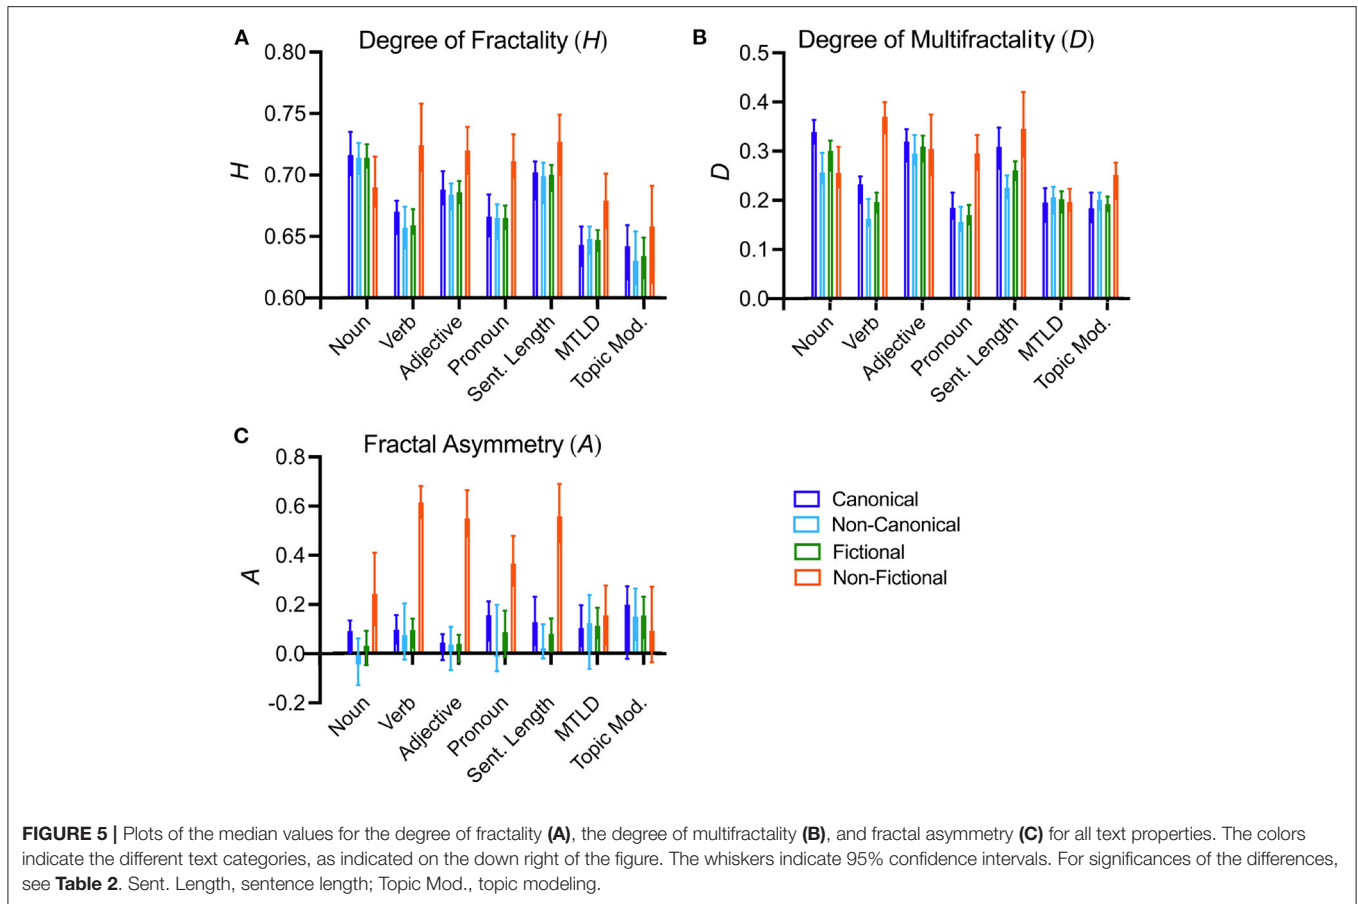 A Degree of Fractality (H)
0.80
0.75
0.70
0.65
0.60
H
Noun
Verb
Adjective
Pronoun
Sent. Length
MTLD
Topic Mod.
B Degree of Multifractality (D)
0.5
0.4
0.3
0.2
0.1
0.0
D
Noun
Verb
Adjective
Pronoun
Sent. Length
MTLD
Topic Mod.
C Fractal Asymmetry (A)
0.8
0.6
0.4
0.2
0.0
-0.2
A
Noun
Verb
Adjective
Pronoun
Sent. Length
MTLD
Topic Mod.
Canonical
Non-Canonical
Fictional
Non-Fictional
FIGURE 5 | Plots of the median values for the degree of fractality (A), the degree of multifractality (B), and fractal asymmetry (C) for all text properties. The colors
indicate the different text categories, as indicated on the down right of the figure. The whiskers indicate 95% confidence intervals. For significances of the differences,
see Table 2. Sent. Length, sentence length; Topic Mod., topic modeling.